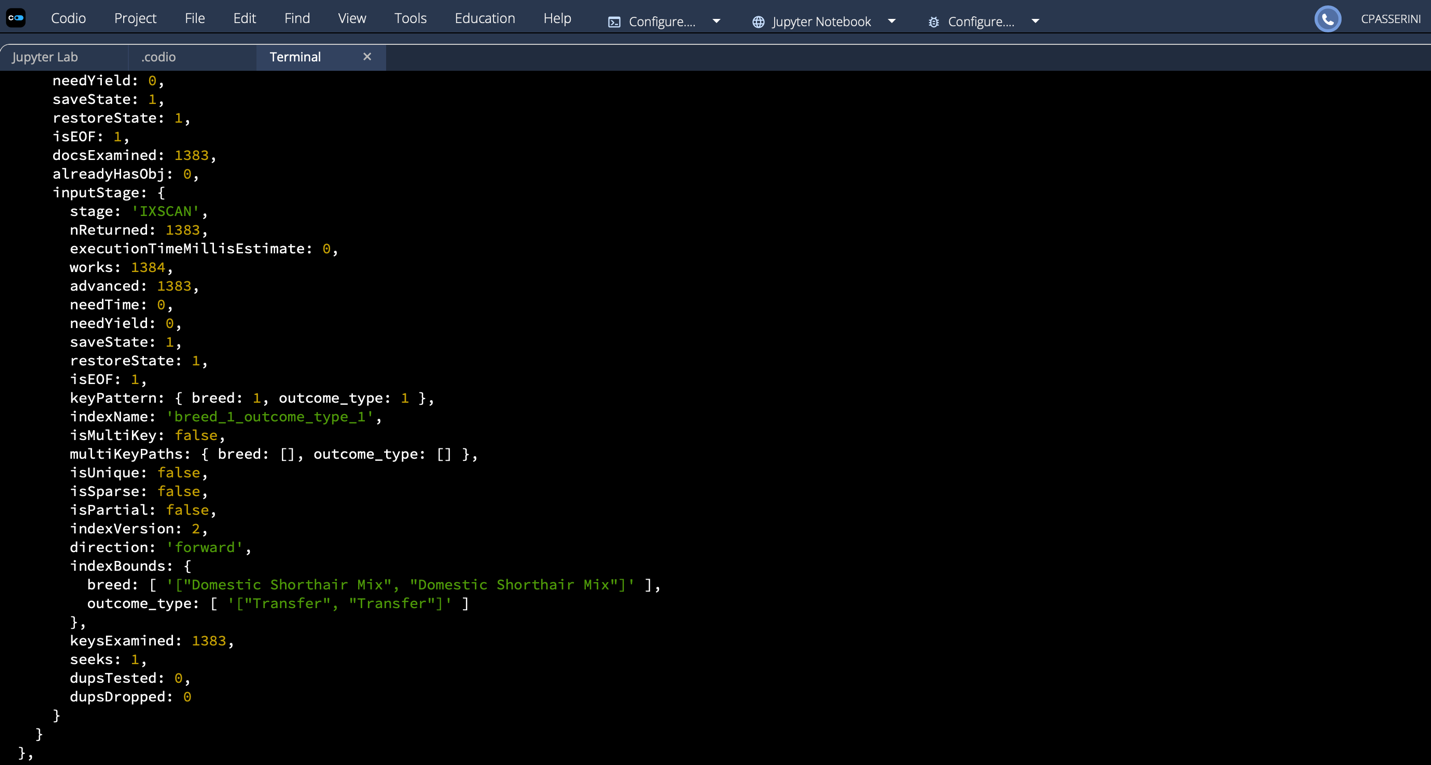 Codio Project File Edit Find View Tools Education Help Configure.... Jupyter Notebook Configure.... CPASSERINI
Jupyter Lab .codio Terminal ×
needYield: 0,
saveState: 1,
restoreState: 1,
isEOF: 1,
docsExamined: 1383,
alreadyHasObj: 0,
inputStage: {
stage: 'IXSCAN',
nReturned: 1383,
executionTimeMillisEstimate: 0,
works: 1384,
advanced: 1383,
needTime: 0,
needYield: 0,
saveState: 1,
restoreState: 1,
isEOF: 1,
keyPattern: { breed: 1, outcome_type: 1 },
indexName: 'breed_1_outcome_type_1',
isMultiKey: false,
multiKeyPaths: { breed: [], outcome_type: [] },
isUnique: false,
isSparse: false,
isPartial: false,
indexVersion: 2,
direction: 'forward',
indexBounds: {
breed: [ '["Domestic Shorthair Mix", "Domestic Shorthair Mix"]' ],
outcome_type: [ '["Transfer", "Transfer"]' ]
},
keysExamined: 1383,
seeks: 1,
dupsTested: 0,
dupsDropped: 0
}
}
},